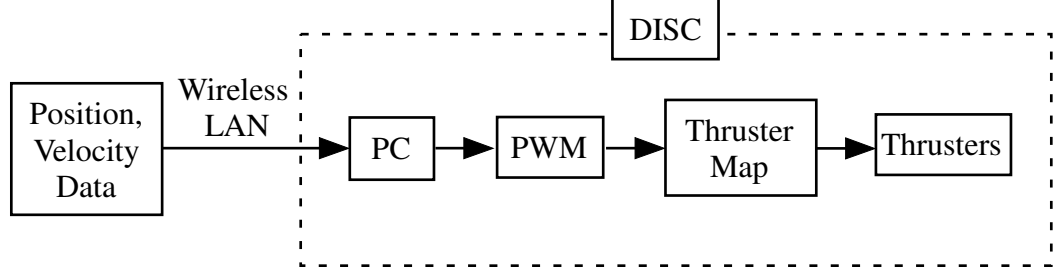 DISC
Position,
Velocity
Data
Wireless
LAN
PC
PWM
Thruster
Map
Thrusters